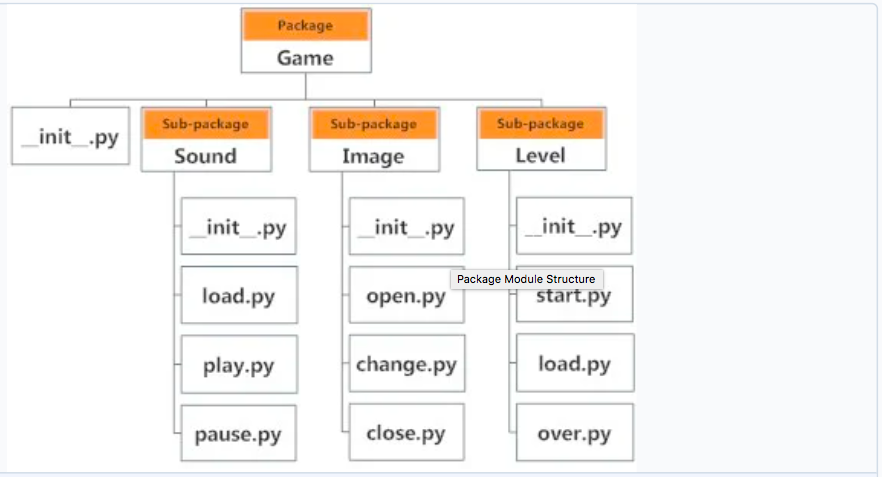 Package
Game
__init__.py
Sub-package
Sound
Sub-package
Image
Sub-package
Level
__init__.py
load.py
play.py
pause.py
__init__.py
open.py
change.py
close.py
__init__.py
start.py
load.py
over.py
Package Module Structure